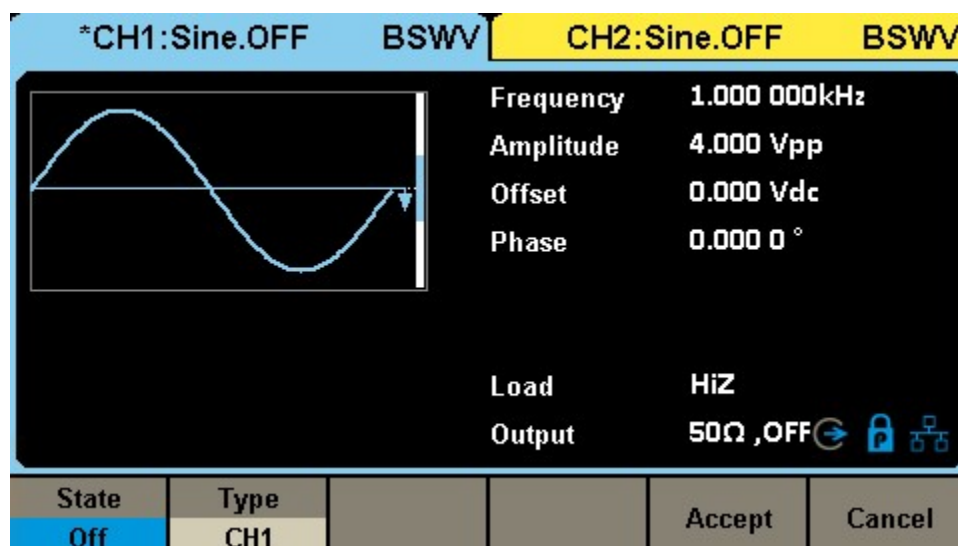 *CH1:Sine.OFF BSWV CH2:Sine.OFF BSWV
Frequency 1.000 000kHz
Amplitude 4.000 Vpp
Offset 0.000 Vdc
Phase 0.000 0 °
Load HiZ
Output 50Ω ,OFF
P
State Type Accept Cancel
Off CH1